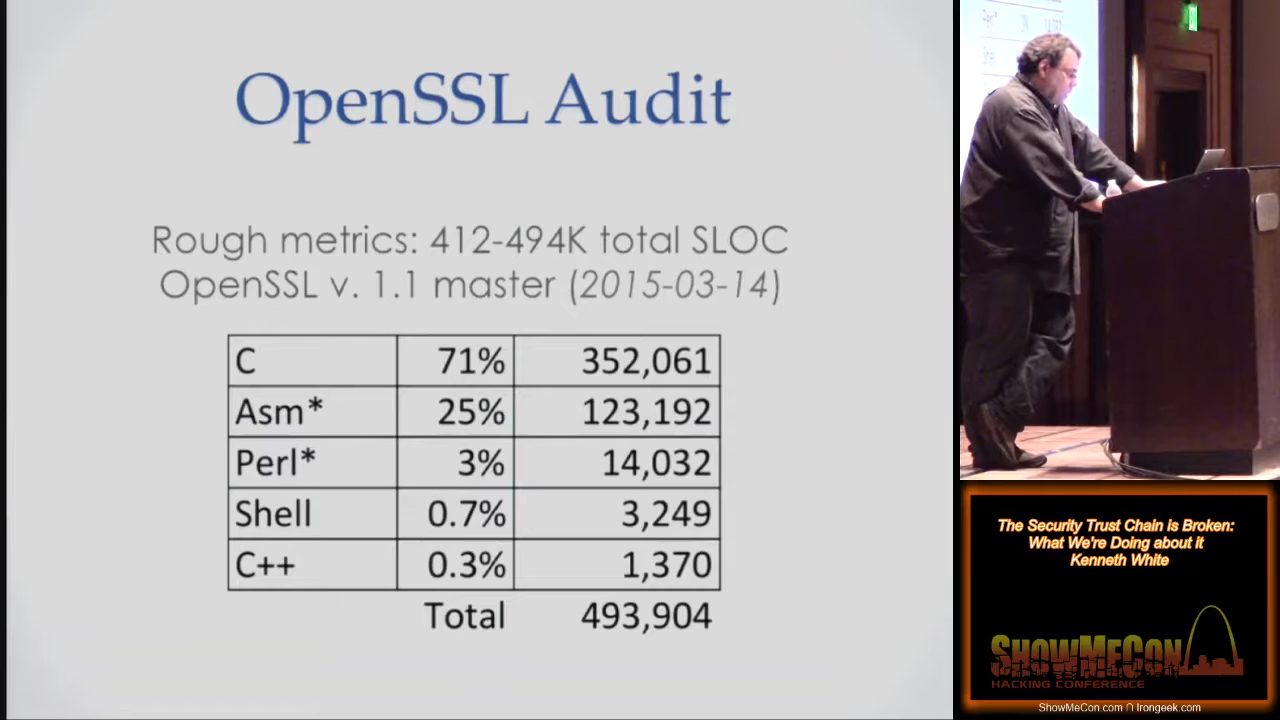 OpenSSL Audit
Rough metrics: 412-494K total SLOC
OpenSSL v. 1.1 master (2015-03-14)
C 71% 352,061
Asm* 25% 123,192
Perl* 3% 14,032
Shell 0.7% 3,249
C++ 0.3% 1,370
Total 493,904
The Security Trust Chain is Broken:
What We're Doing about it
Kenneth White
SHOWMECON
HACKING CONFERENCE
ShowMeCon.com ∩ Irongeek.com